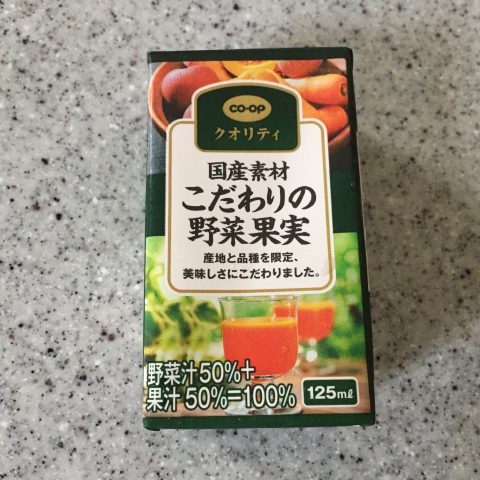 CO-OP
クオリティ
国産素材
こだわりの
野菜果実
産地と品種を限定、
美味しさにこだわりました。
野菜汁50%+
果汁50%=100%
125mℓ